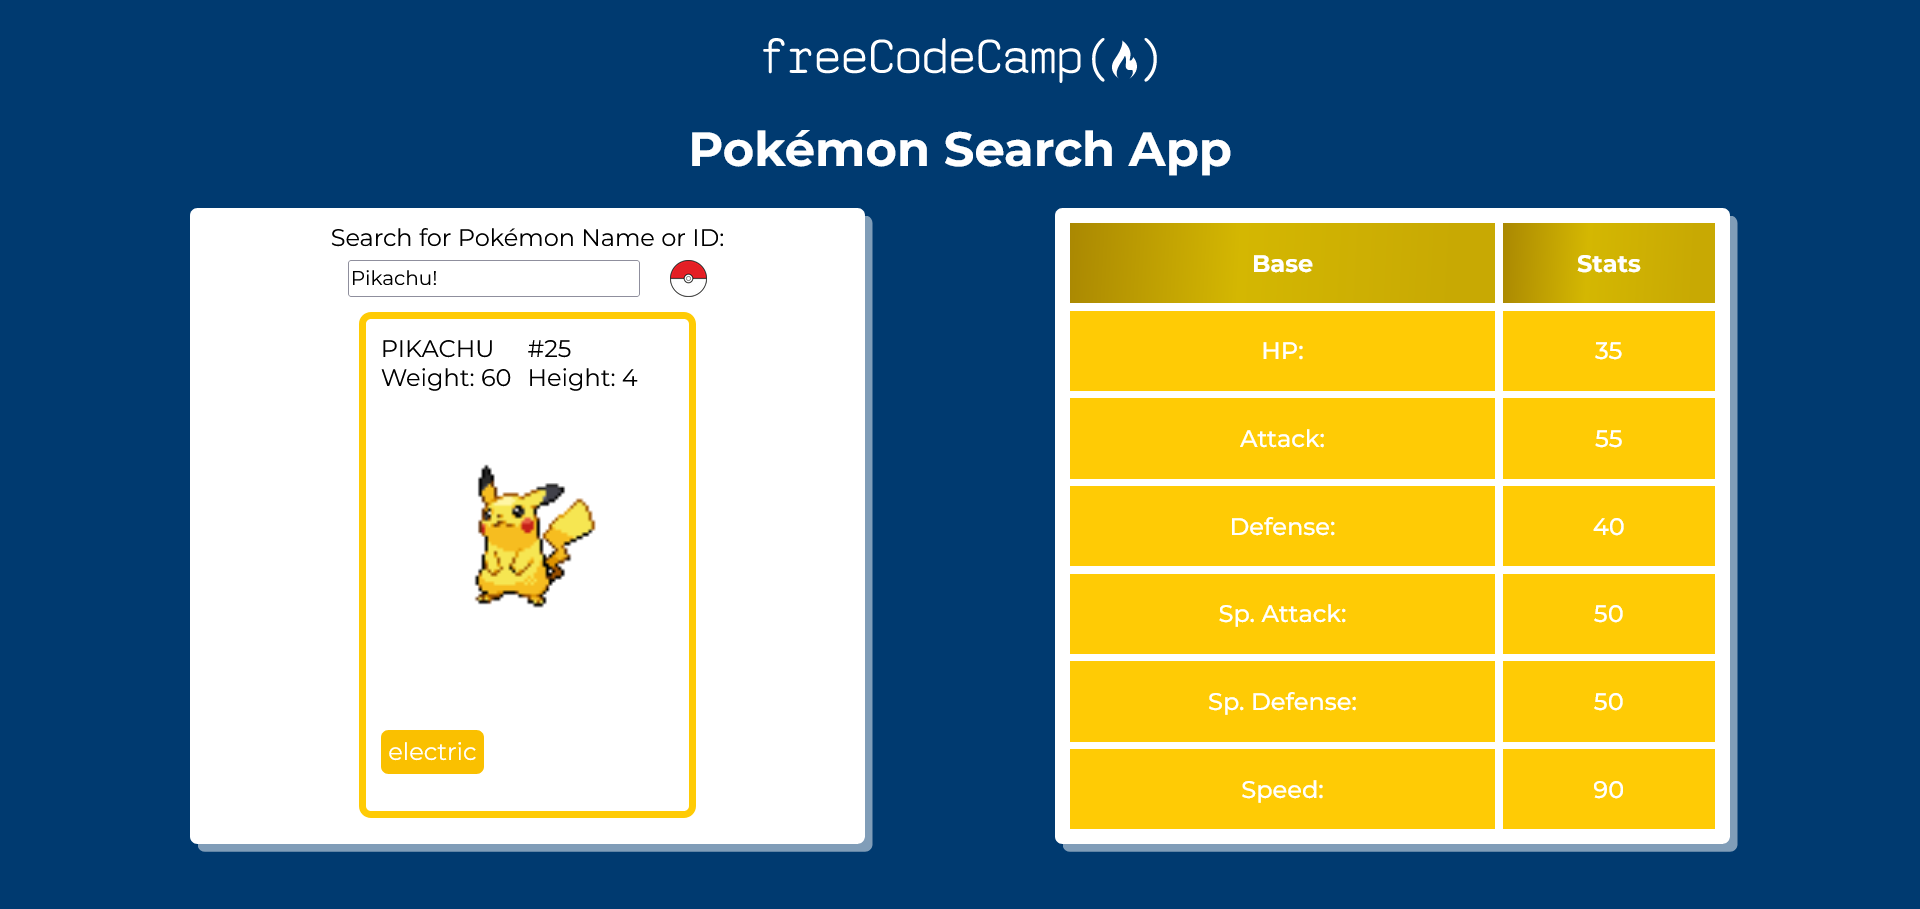 freeCodeCamp(🔥)
Pokémon Search App
Search for Pokémon Name or ID:
Pikachu!
PIKACHU #25
Weight: 60 Height: 4
electric
Base Stats
HP: 35
Attack: 55
Defense: 40
Sp. Attack: 50
Sp. Defense: 50
Speed: 90